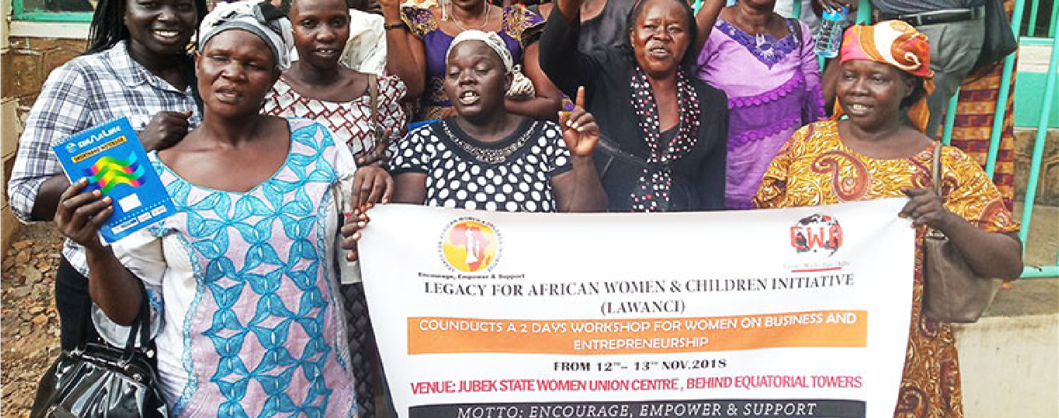 Encourage, Empower & Support
LEGACY FOR AFRICAN WOMEN & CHILDREN INITIATIVE
(LAWANCI)
COUNDUCTS A 2 DAYS WORKSHOP FOR WOMEN ON BUSINESS AND
ENTREPRENEURSHIP
FROM 12TH - 13TH NOV.2018
VENUE: JUBEK STATE WOMEN UNION CENTRE , BEHIND EQUATORIAL TOWERS
MOTTO: ENCOURAGE, EMPOWER & SUPPORT